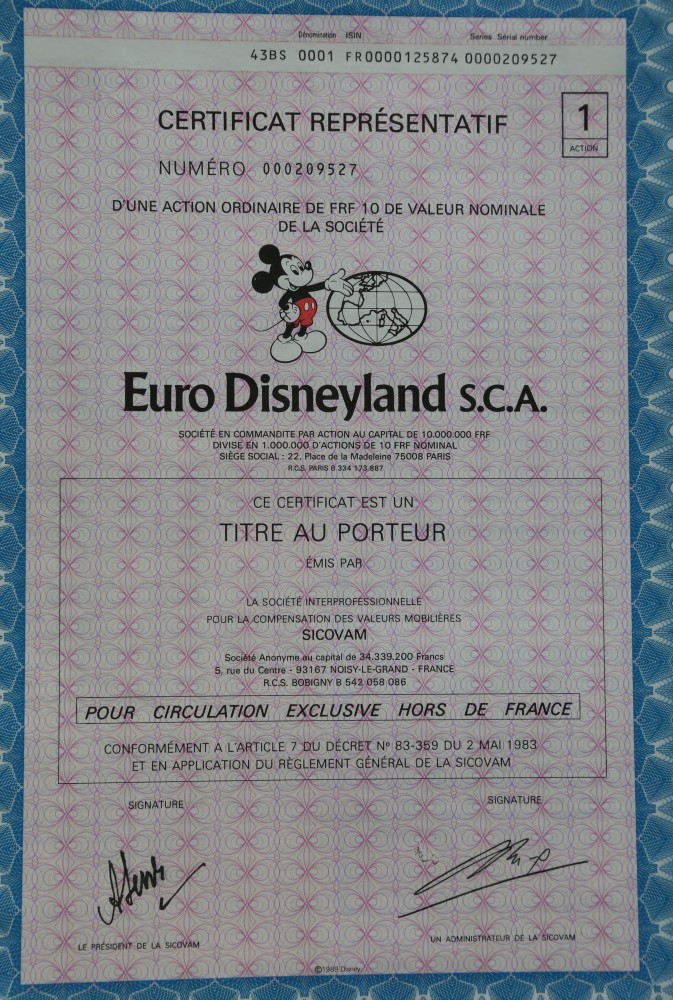 Dénomination ISIN Series Serial number
43BS 0001 FR0000125874 0000209527
CERTIFICAT REPRÉSENTATIF
1
ACTION
NUMÉRO 000209527
D'UNE ACTION ORDINAIRE DE FRF 10 DE VALEUR NOMINALE
DE LA SOCIÉTÉ
Euro Disneyland S.C.A.
SOCIÉTÉ EN COMMANDITE PAR ACTION AU CAPITAL DE 10.000.000 FRF
DIVISE EN 1.000.000 D'ACTIONS DE 10 FRF NOMINAL
SIÈGE SOCIAL : 22, Place de la Madeleine 75008 PARIS
R.C.S. PARIS B 334 173 887
CE CERTIFICAT EST UN
TITRE AU PORTEUR
ÉMIS PAR
LA SOCIÉTÉ INTERPROFESSIONNELLE
POUR LA COMPENSATION DES VALEURS MOBILIÈRES
SICOVAM
Société Anonyme au capital de 34.339.200 Francs
5, rue du Centre - 93167 NOISY-LE-GRAND - FRANCE
R.C.S. BOBIGNY B 542 058 086
POUR CIRCULATION EXCLUSIVE HORS DE FRANCE
CONFORMÉMENT A L'ARTICLE 7 DU DÉCRET Nº 83-359 DU 2 MAI 1983
ET EN APPLICATION DU RÈGLEMENT GÉNÉRAL DE LA SICOVAM
SIGNATURE SIGNATURE
LE PRÉSIDENT DE LA SICOVAM UN ADMINISTRATEUR DE LA SICOVAM
©1989 Disney